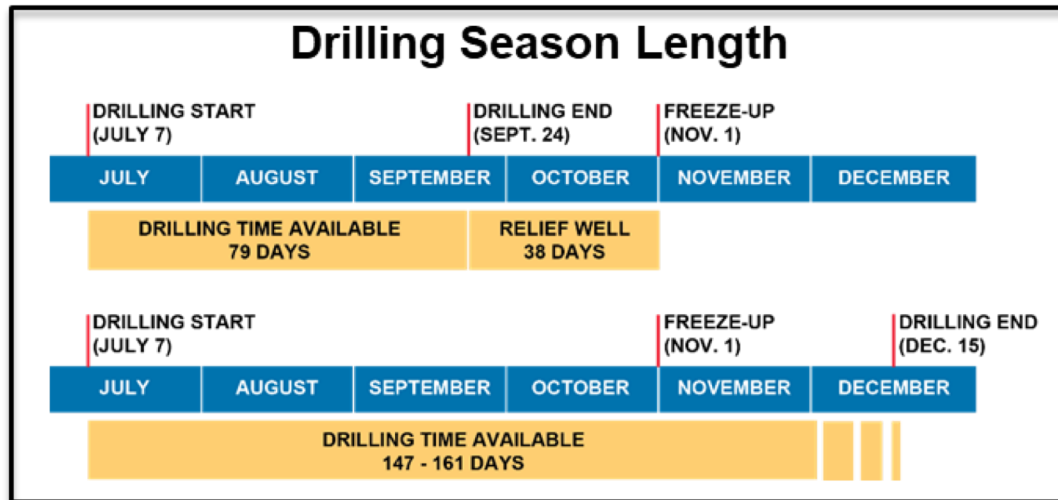 Drilling Season Length
DRILLING START
(JULY 7)
DRILLING END
(SEPT. 24)
FREEZE-UP
(NOV. 1)
JULY AUGUST SEPTEMBER OCTOBER NOVEMBER DECEMBER
DRILLING TIME AVAILABLE
79 DAYS
RELIEF WELL
38 DAYS
DRILLING START
(JULY 7)
FREEZE-UP
(NOV. 1)
DRILLING END
(DEC. 15)
JULY AUGUST SEPTEMBER OCTOBER NOVEMBER DECEMBER
DRILLING TIME AVAILABLE
147 - 161 DAYS